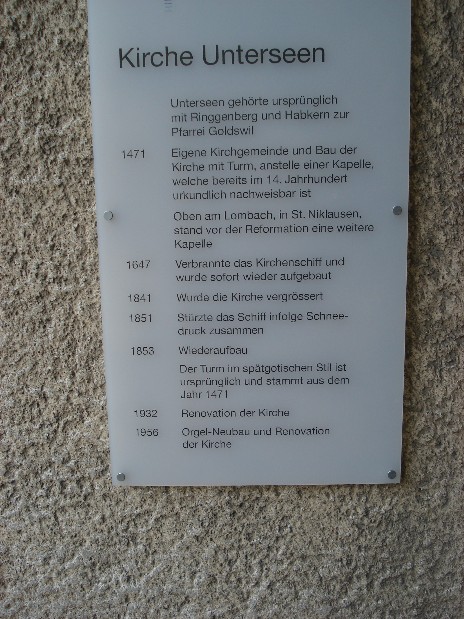 Kirche Unterseen
Unterseen gehörte ursprünglich
mit Ringgenberg und Habkern zur
Pfarrei Goldswil
1471 Eigene Kirchgemeinde und Bau der
Kirche mit Turm, anstelle einer Kapelle,
welche bereits im 14. Jahrhundert
urkundlich nachweisbar ist
Oben am Lombach, in St. Niklausen,
stand vor der Reformation eine weitere
Kapelle
1647 Verbrannte das Kirchenschiff und
wurde sofort wieder aufgebaut
1841 Wurde die Kirche vergrössert
1851 Stürzte das Schiff infolge Schnee-
druck zusammen
1853 Wiederaufbau
Der Turm im spätgotischen Stil ist
ursprünglich und stammt aus dem
Jahr 1471
1932 Renovation der Kirche
1956 Orgel-Neubau und Renovation
der Kirche